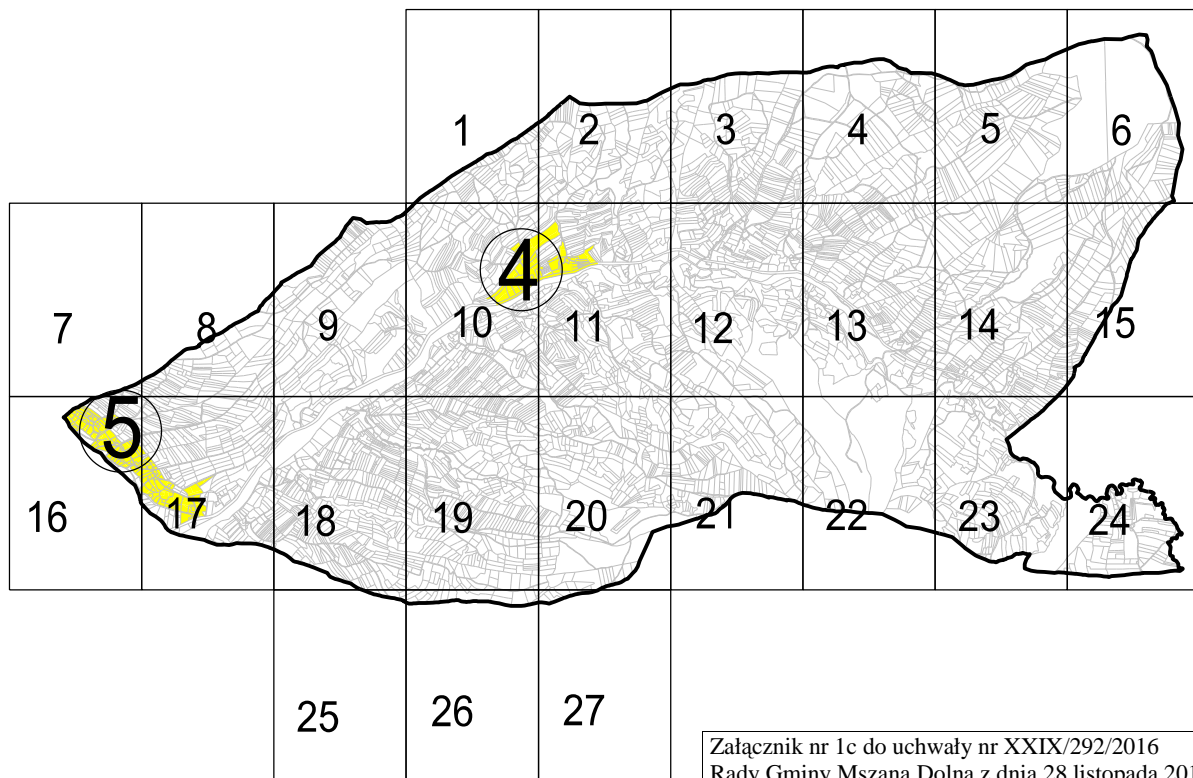 1 2 3 4 5 6
4
7 8 9 10 11 12 13 14 15
5
16 17 18 19 20 21 22 23 24
25 26 27
Załącznik nr 1c do uchwały nr XXIX/292/2016
Rady Gminy Mszana Dolna z dnia 28 listopada 201